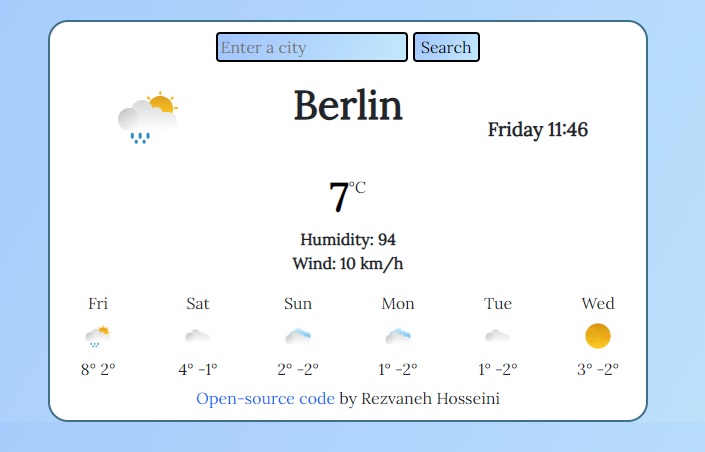 Enter a city Search
Berlin
Friday 11:46
7°C
Humidity: 94
Wind: 10 km/h
Fri Sat Sun Mon Tue Wed
8° 2° 4° -1° 2° -2° 1° -2° 1° -2° 3° -2°
Open-source code by Rezvaneh Hosseini